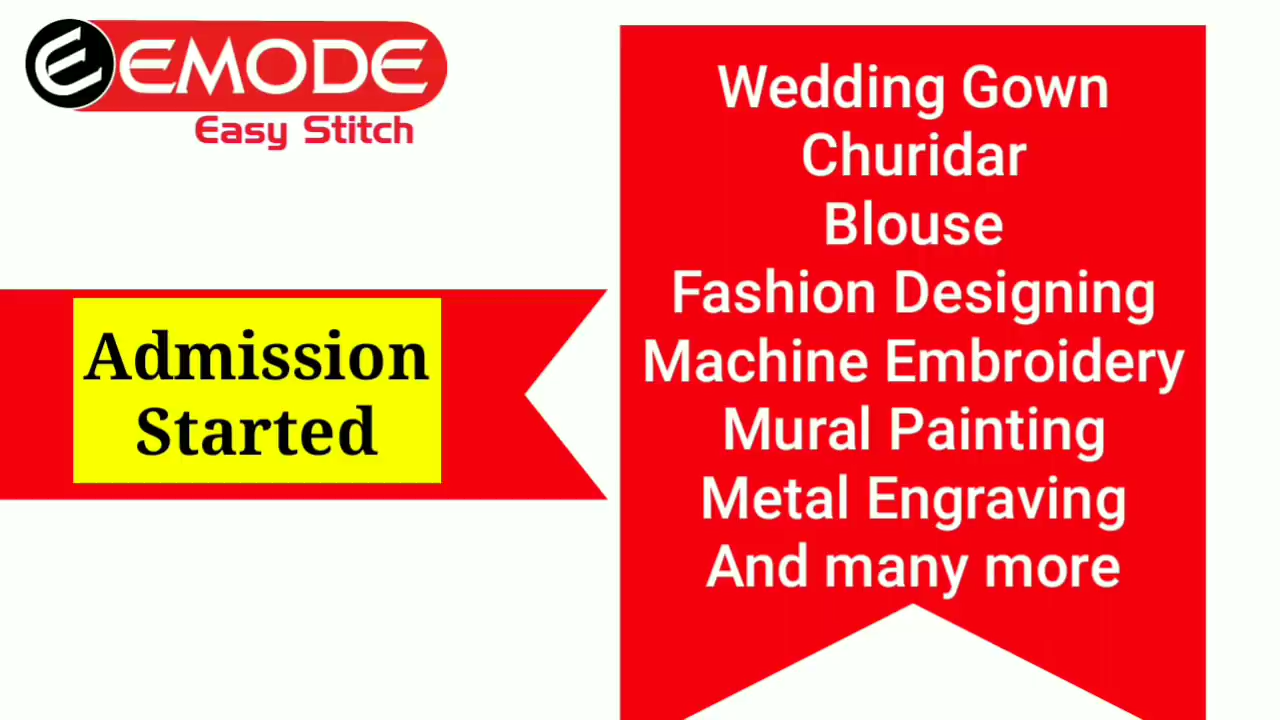 EMODE
Easy Stitch
Admission
Started
Wedding Gown
Churidar
Blouse
Fashion Designing
Machine Embroidery
Mural Painting
Metal Engraving
And many more